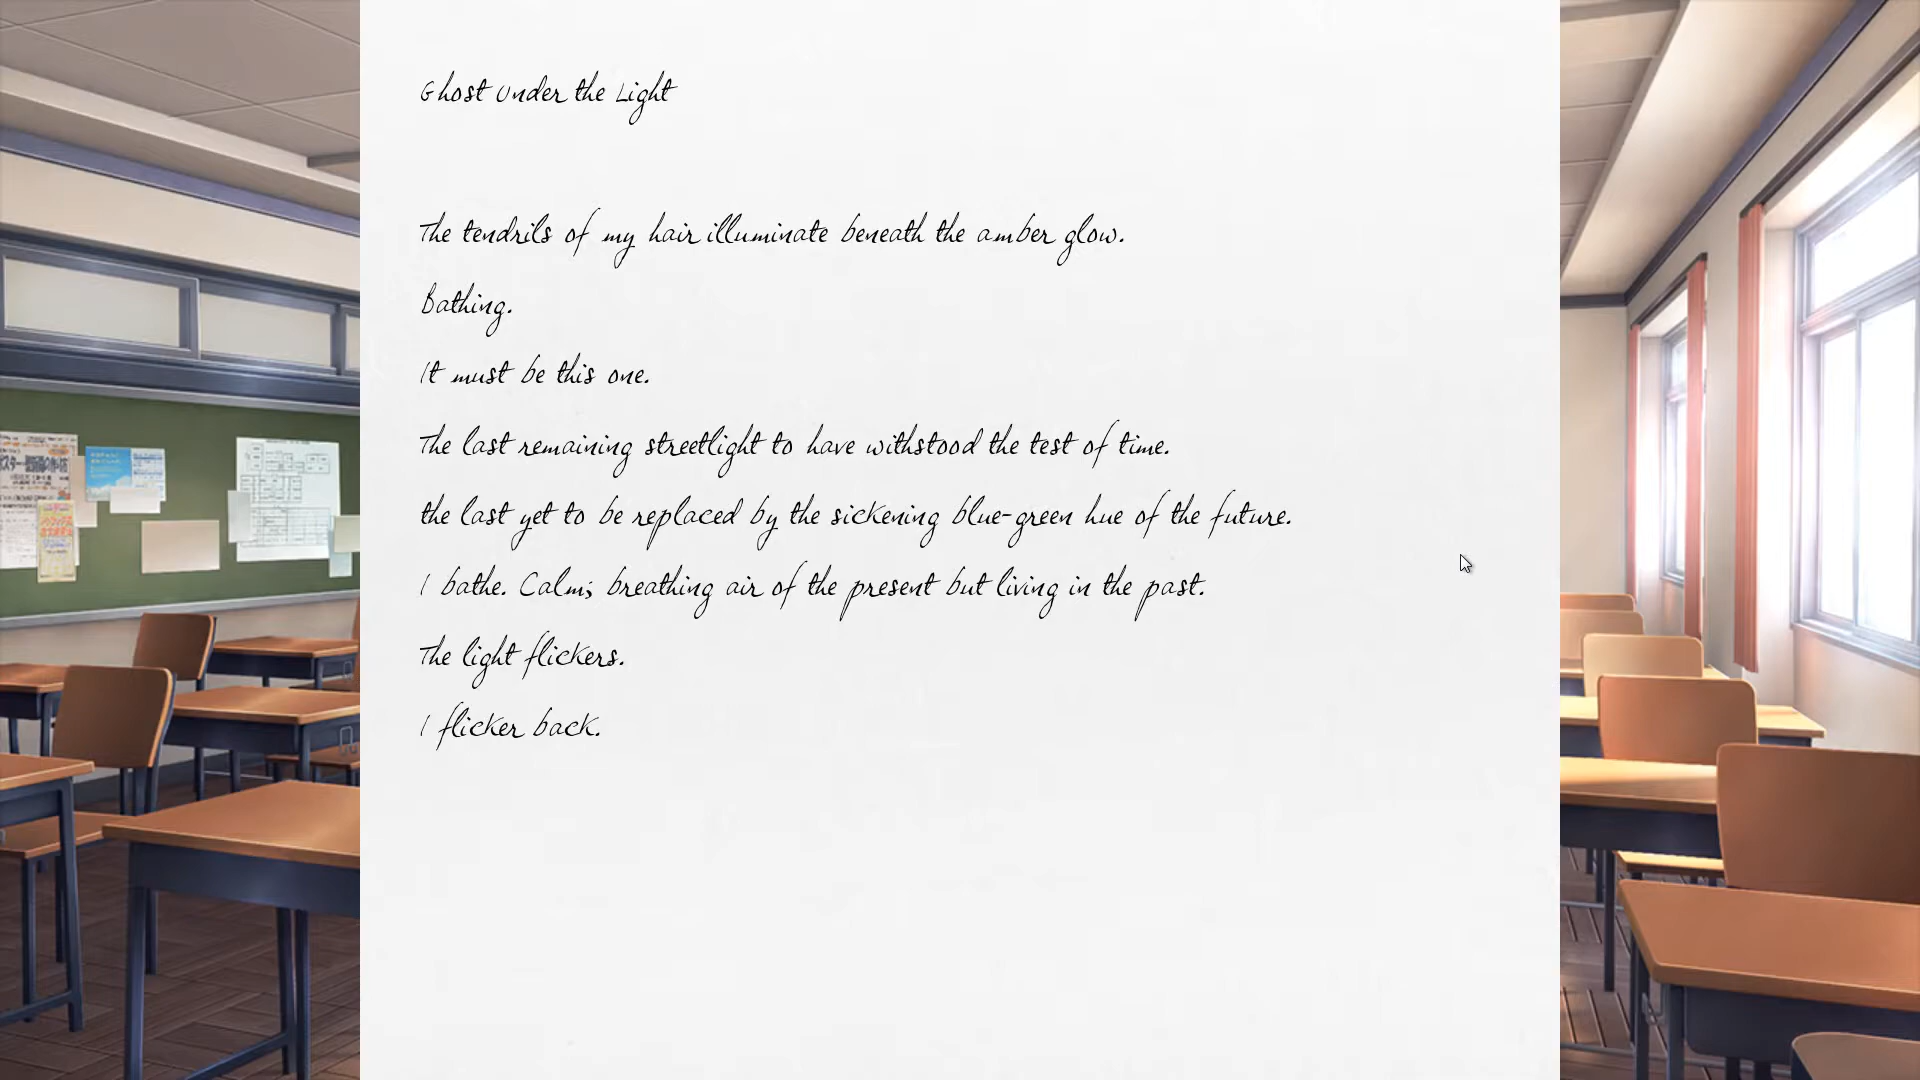 Ghost Under the Light
The tendrils of my hair illuminate beneath the amber glow.
Bathing.
It must be this one.
The last remaining streetlight to have withstood the test of time.
the last yet to be replaced by the sickening blue-green hue of the future.
I bathe. Calm; breathing air of the present but living in the past.
The light flickers.
I flicker back.